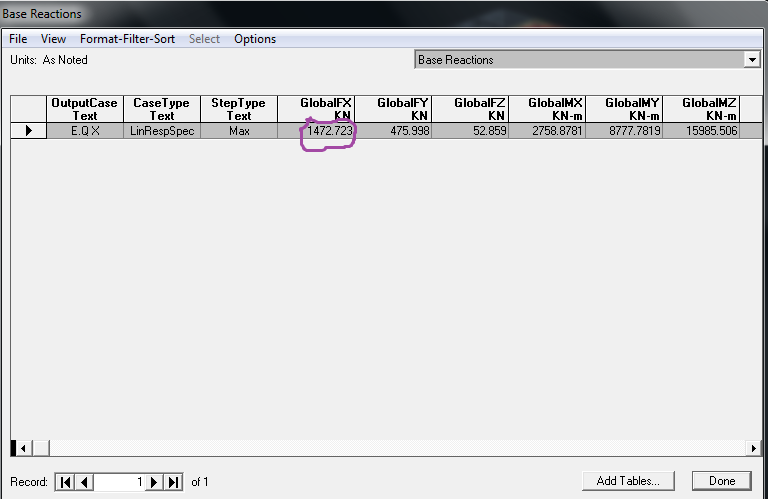 Base Reactions
File View Format-Filter-Sort Select Options
Units: As Noted
Base Reactions
OutputCase CaseType StepType GlobalFX GlobalFY GlobalFZ GlobalMX GlobalMY GlobalMZ
Text Text Text KN KN KN KN-m KN-m KN-m
E.Q X LinRespSpec Max 1472.723 475.998 52.859 2758.8781 8777.7819 15985.506
Record: 1 of 1
Add Tables... Done